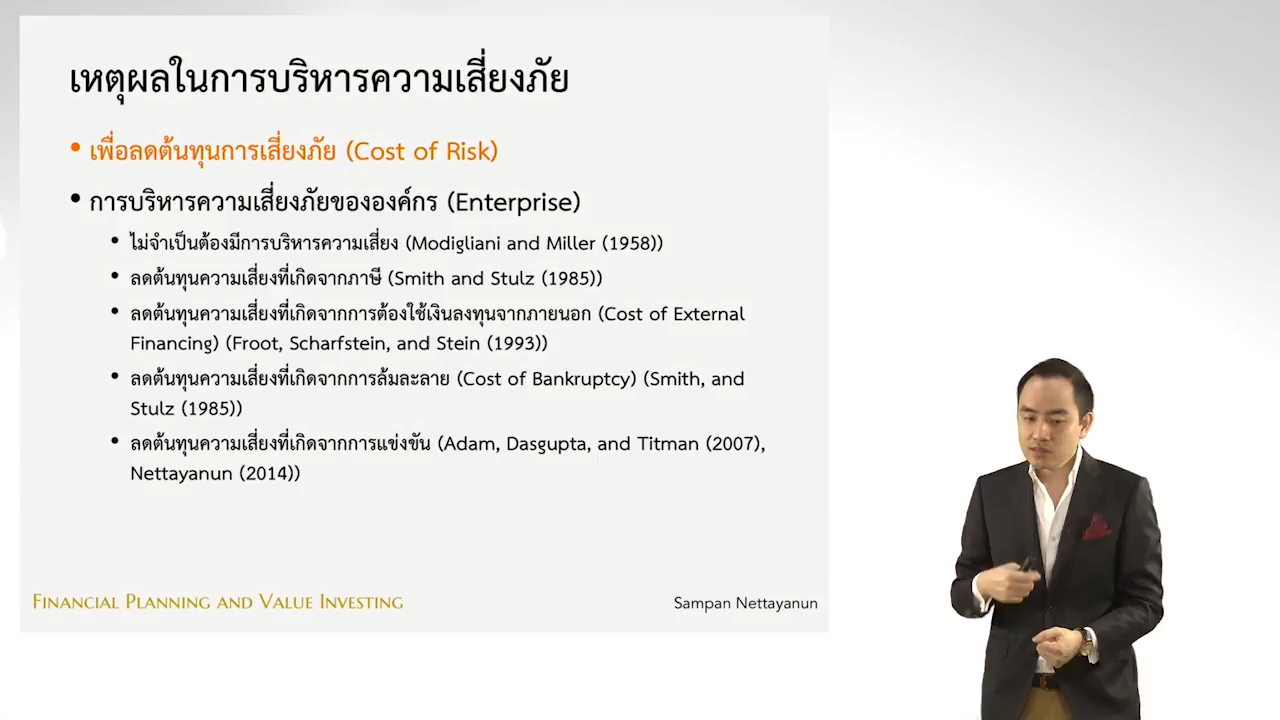 เหตุผลในการบริหารความเสี่ยงภัย
• เพื่อลดต้นทุนการเสี่ยงภัย (Cost of Risk)
• การบริหารความเสี่ยงภัยขององค์กร (Enterprise)
• ไม่จำเป็นต้องมีการบริหารความเสี่ยง (Modigliani and Miller (1958))
• ลดต้นทุนความเสี่ยงที่เกิดจากภาษี (Smith and Stulz (1985))
• ลดต้นทุนความเสี่ยงที่เกิดจากการต้องใช้เงินลงทุนจากภายนอก (Cost of External
Financing) (Froot, Scharfstein, and Stein (1993))
• ลดต้นทุนความเสี่ยงที่เกิดจากการล้มละลาย (Cost of Bankruptcy) (Smith, and
Stulz (1985))
• ลดต้นทุนความเสี่ยงที่เกิดจากการแข่งขัน (Adam, Dasgupta, and Titman (2007),
Nettayanun (2014))
Financial Planning and Value Investing
Sampan Nettayanun